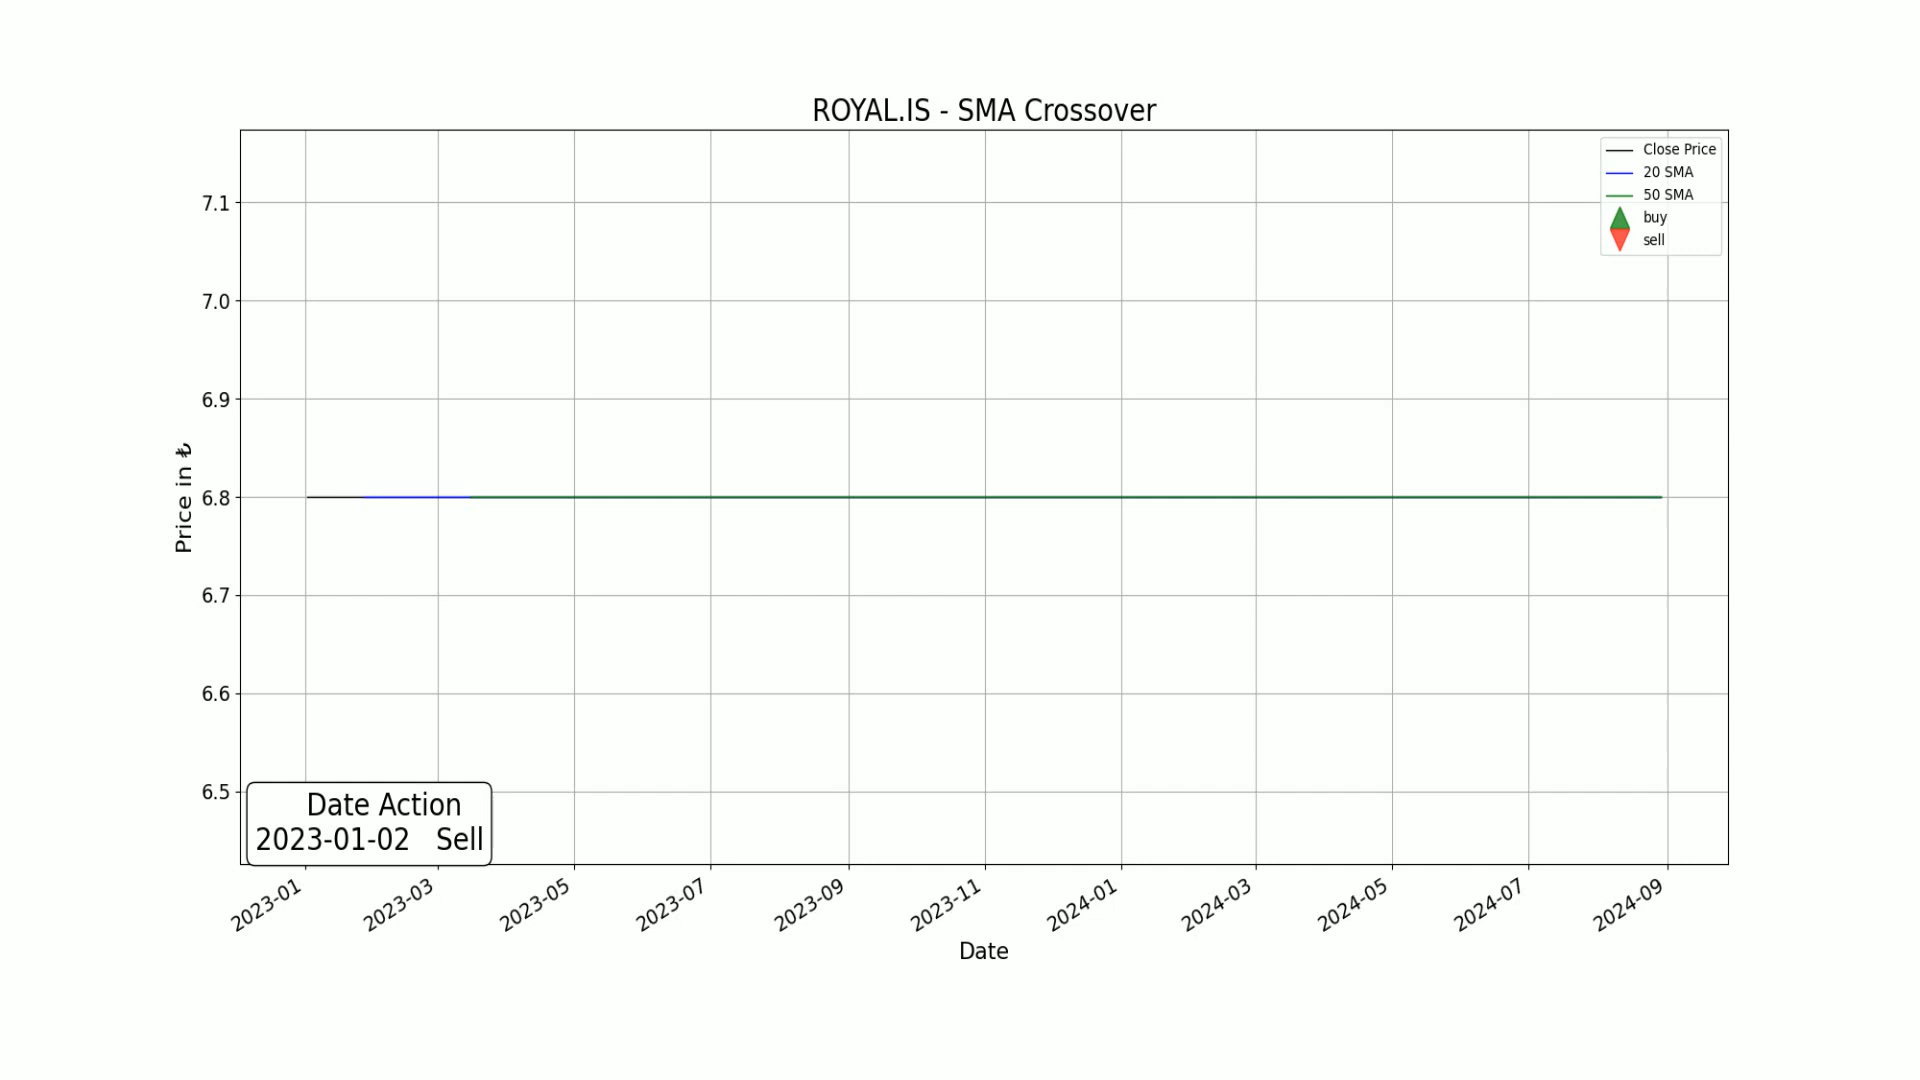 ROYAL.IS - SMA Crossover
Close Price
20 SMA
50 SMA
buy
sell
7.1
7.0
6.9
6.8
6.7
6.6
6.5
Price in ₺
Date Action
2023-01-02 Sell
2023-01
2023-03
2023-05
2023-07
2023-09
2023-11
2024-01
2024-03
2024-05
2024-07
2024-09
Date